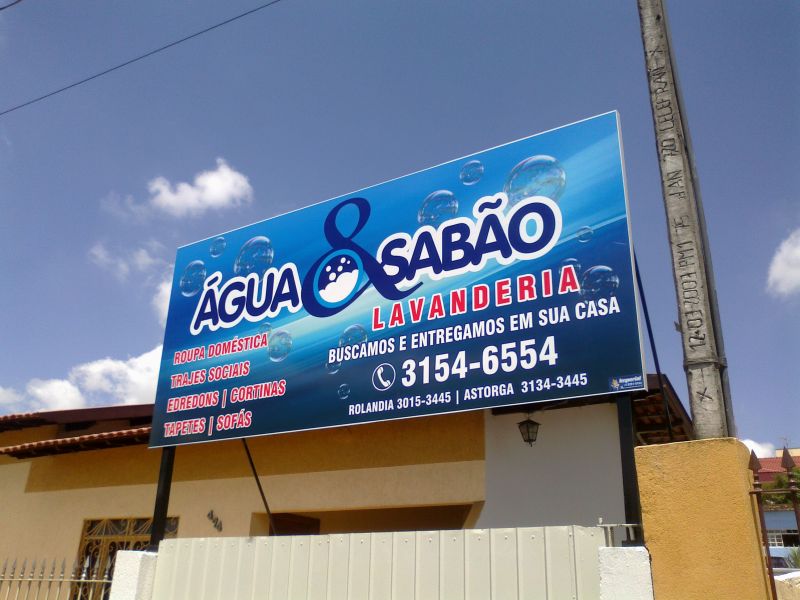 ÁGUA & SABÃO
LAVANDERIA
BUSCAMOS E ENTREGAMOS EM SUA CASA
3154-6554
ROLANDIA 3015-3445 | ASTORGA 3134-3445
ROUPA DOMÉSTICA
TRAJES SOCIAIS
EDREDONS | CORTINAS
TAPETES | SOFÁS